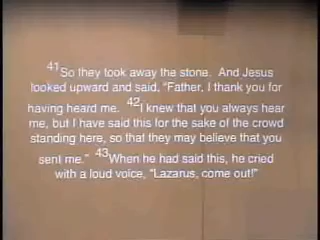 41So they took away the stone. And Jesus
looked upward and said, "Father, I thank you for
having heard me. 42I knew that you always hear
me, but I have said this for the sake of the crowd
standing here, so that they may believe that you
sent me." 43When he had said this, he cried
with a loud voice, "Lazarus, come out!"